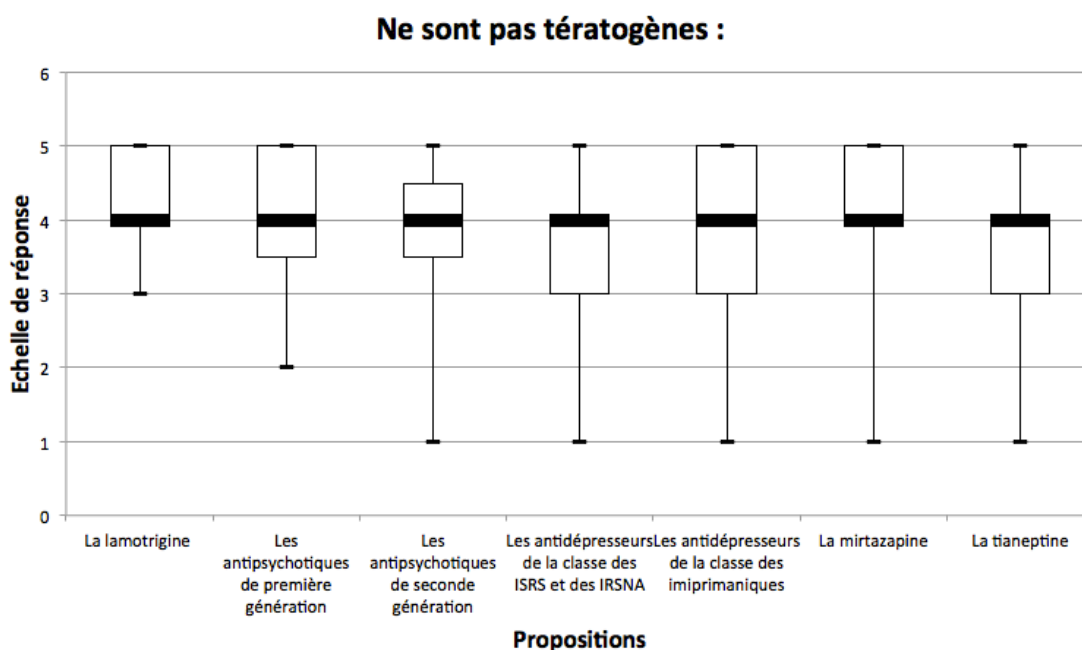 Ne sont pas tératogènes :
6
5
4
3
2
1
0
Echelle de réponse
La lamotrigine
Les
antipsychotiques
de première
génération
Les
antipsychotiques
de seconde
génération
Les antidépresseurs
de la classe des
ISRS et des IRSNA
Les antidépresseurs
de la classe des
imiprimaniques
La mirtazapine
La tianeptine
Propositions